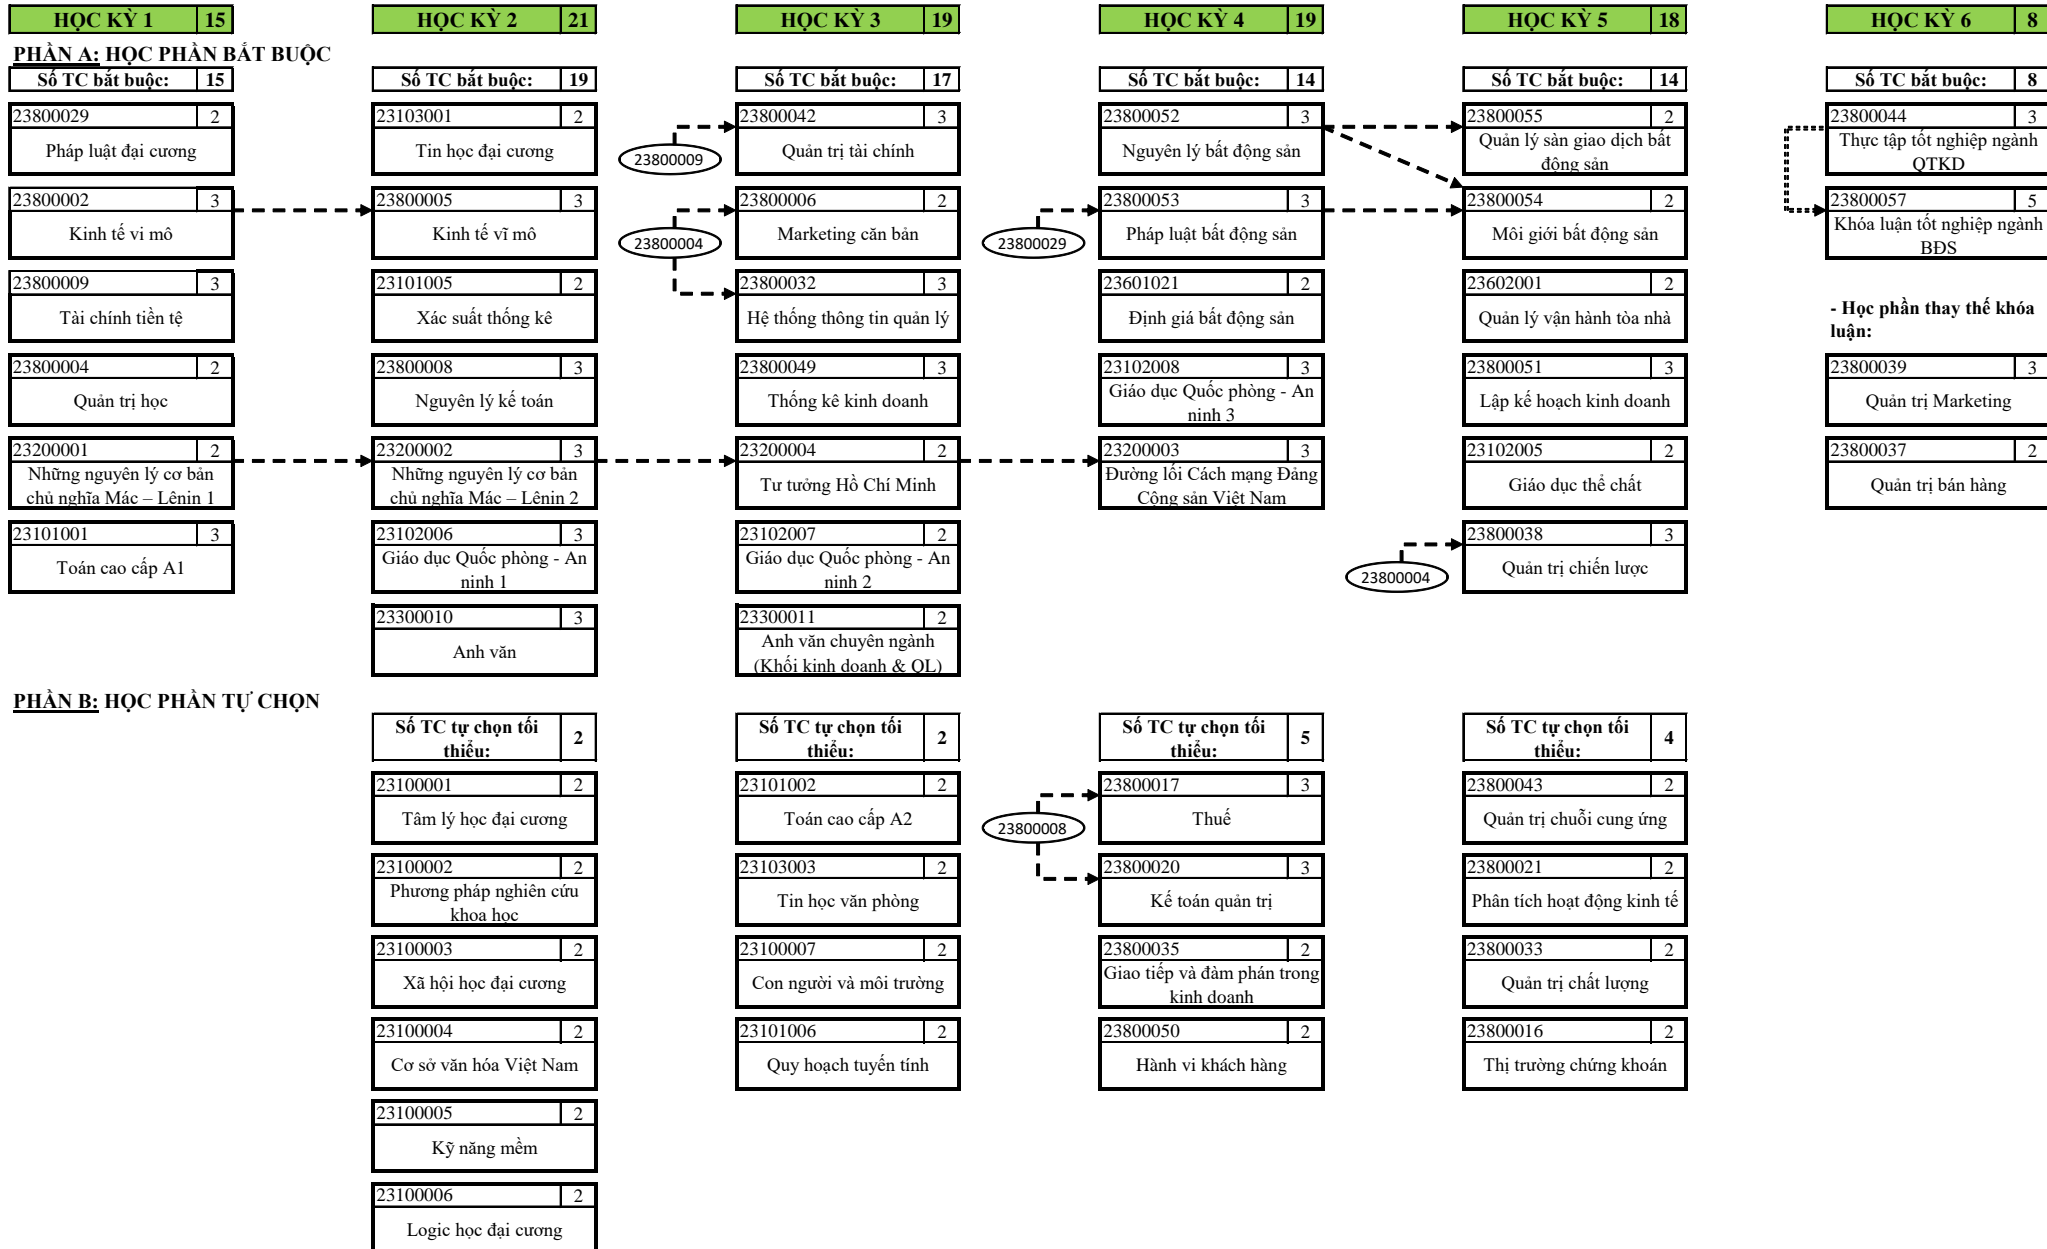 HỌC KỲ 1 15
HỌC KỲ 2 21
HỌC KỲ 3 19
HỌC KỲ 4 19
HỌC KỲ 5 18
HỌC KỲ 6 8
PHẦN A: HỌC PHẦN BẮT BUỘC
Số TC bắt buộc: 15
23800029 2
Pháp luật đại cương
23800002 3
Kinh tế vi mô
23800009 3
Tài chính tiền tệ
23800004 2
Quản trị học
23200001 2
Những nguyên lý cơ bản
chủ nghĩa Mác – Lênin 1
23101001 3
Toán cao cấp A1
Số TC bắt buộc: 19
23103001 2
Tin học đại cương
23800005 3
Kinh tế vĩ mô
23101005 2
Xác suất thống kê
23800008 3
Nguyên lý kế toán
23200002 3
Những nguyên lý cơ bản
chủ nghĩa Mác – Lênin 2
23102006 3
Giáo dục Quốc phòng - An
ninh 1
23300010 3
Anh văn
Số TC bắt buộc: 17
23800009
23800042 3
Quản trị tài chính
23800004
23800006 2
Marketing căn bản
23800032 3
Hệ thống thông tin quản lý
23800049 3
Thống kê kinh doanh
23200004 2
Tư tưởng Hồ Chí Minh
23102007 2
Giáo dục Quốc phòng - An
ninh 2
23300011 2
Anh văn chuyên ngành
(Khối kinh doanh & QL)
Số TC bắt buộc: 14
23800052 3
Nguyên lý bất động sản
23800029
23800053 3
Pháp luật bất động sản
23601021 2
Định giá bất động sản
23102008 3
Giáo dục Quốc phòng - An
ninh 3
23200003 3
Đường lối Cách mạng Đảng
Cộng sản Việt Nam
Số TC bắt buộc: 14
23800055 2
Quản lý sàn giao dịch bất
động sản
23800054 2
Môi giới bất động sản
23602001 2
Quản lý vận hành tòa nhà
23800051 3
Lập kế hoạch kinh doanh
23102005 2
Giáo dục thể chất
23800004
23800038 3
Quản trị chiến lược
Số TC bắt buộc: 8
23800044 3
Thực tập tốt nghiệp ngành
QTKD
23800057 5
Khóa luận tốt nghiệp ngành
BĐS
- Học phần thay thế khóa
luận:
23800039 3
Quản trị Marketing
23800037 2
Quản trị bán hàng
PHẦN B: HỌC PHẦN TỰ CHỌN
Số TC tự chọn tối
thiểu: 2
23100001 2
Tâm lý học đại cương
23100002 2
Phương pháp nghiên cứu
khoa học
23100003 2
Xã hội học đại cương
23100004 2
Cơ sở văn hóa Việt Nam
23100005 2
Kỹ năng mềm
23100006 2
Logic học đại cương
Số TC tự chọn tối
thiểu: 2
23101002 2
Toán cao cấp A2
23103003 2
Tin học văn phòng
23100007 2
Con người và môi trường
23101006 2
Quy hoạch tuyến tính
Số TC tự chọn tối
thiểu: 5
23800008
23800017 3
Thuế
23800020 3
Kế toán quản trị
23800035 2
Giao tiếp và đàm phán trong
kinh doanh
23800050 2
Hành vi khách hàng
Số TC tự chọn tối
thiểu: 4
23800043 2
Quản trị chuỗi cung ứng
23800021 2
Phân tích hoạt động kinh tế
23800033 2
Quản trị chất lượng
23800016 2
Thị trường chứng khoán